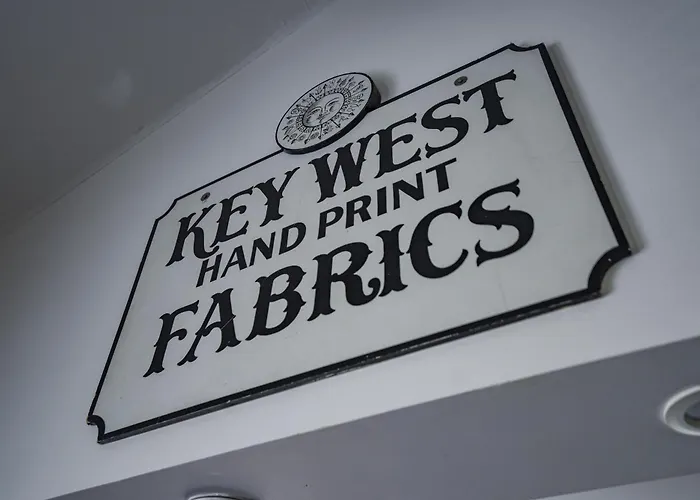 KEY WEST
HAND PRINT
FABRICS